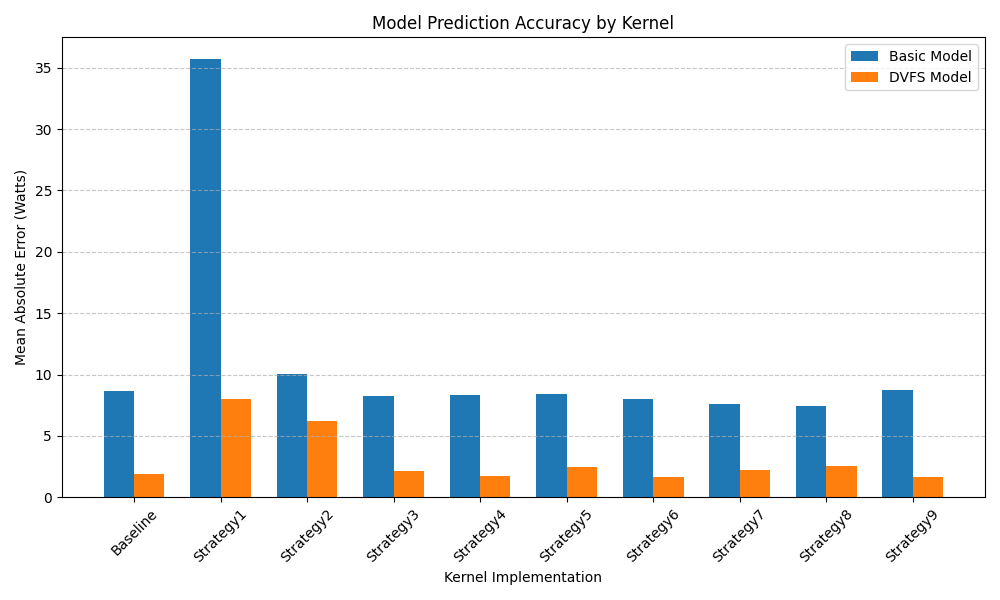 Model Prediction Accuracy by Kernel
Basic Model
DVFS Model
Mean Absolute Error (Watts)
35
30
25
20
15
10
5
0
Baseline
Strategy1
Strategy2
Strategy3
Strategy4
Strategy5
Strategy6
Strategy7
Strategy8
Strategy9
Kernel Implementation